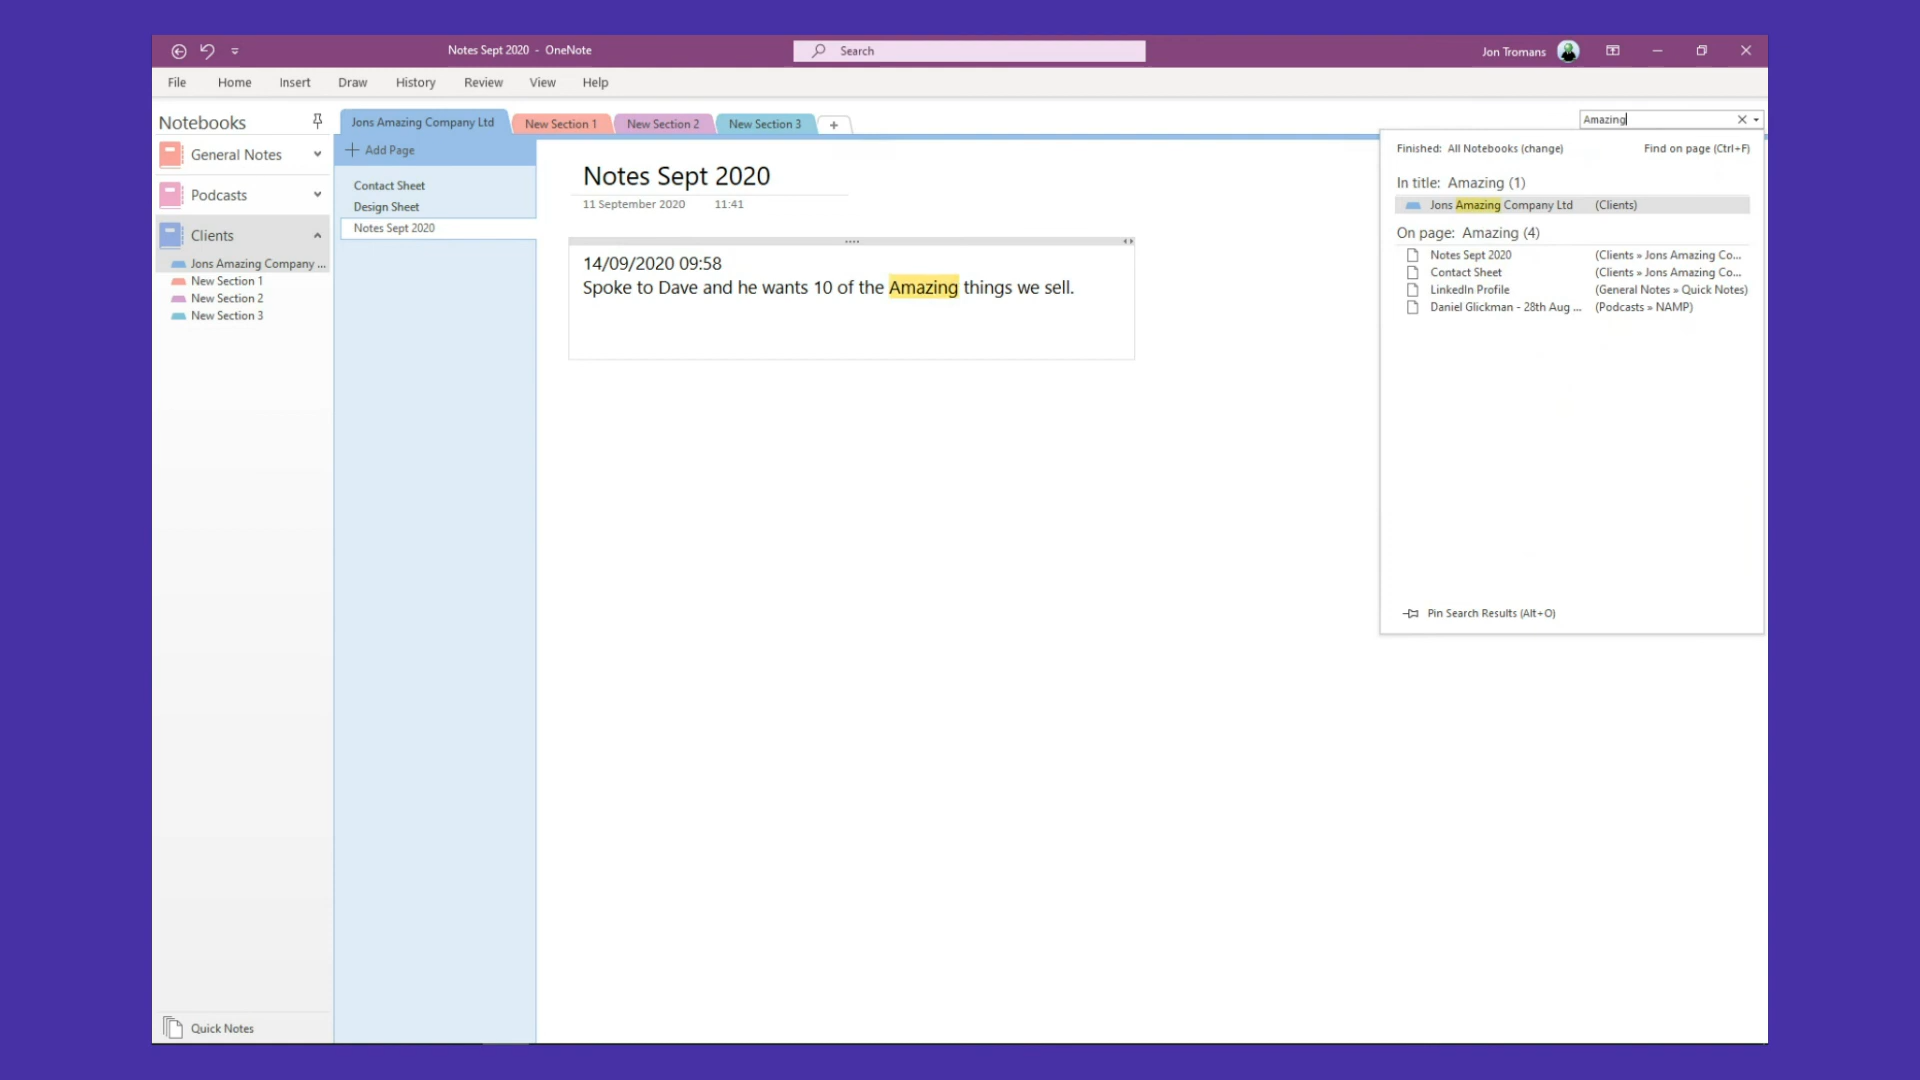 Notes Sept 2020 - OneNote
Search
Jon Tromans
File Home Insert Draw History Review View Help
Notebooks
General Notes
Podcasts
Clients
Jons Amazing Company ...
New Section 1
New Section 2
New Section 3
Quick Notes
Jons Amazing Company Ltd New Section 1 New Section 2 New Section 3 +
Add Page
Contact Sheet
Design Sheet
Notes Sept 2020
Notes Sept 2020
11 September 2020 11:41
14/09/2020 09:58
Spoke to Dave and he wants 10 of the Amazing things we sell.
Amazing
Finished: All Notebooks (change) Find on page (Ctrl+F)
In title: Amazing (1)
Jons Amazing Company Ltd (Clients)
On page: Amazing (4)
Notes Sept 2020 (Clients » Jons Amazing Co...
Contact Sheet (Clients » Jons Amazing Co...
LinkedIn Profile (General Notes » Quick Notes)
Daniel Glickman - 28th Aug ... (Podcasts » NAMP)
Pin Search Results (Alt+O)